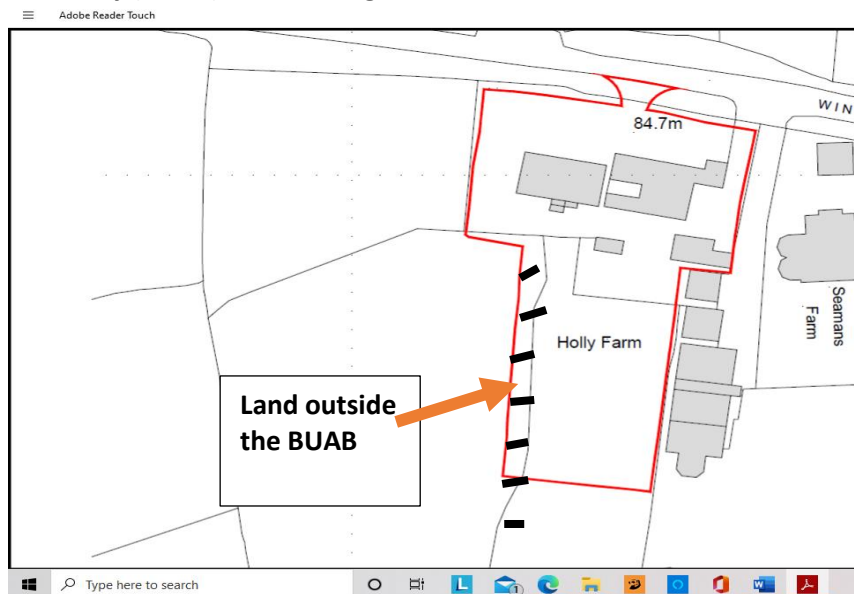 Adobe Reader Touch
WIN
84.7m
Holly Farm
Seamans
Farm
Land outside
the BUAB
Type here to search